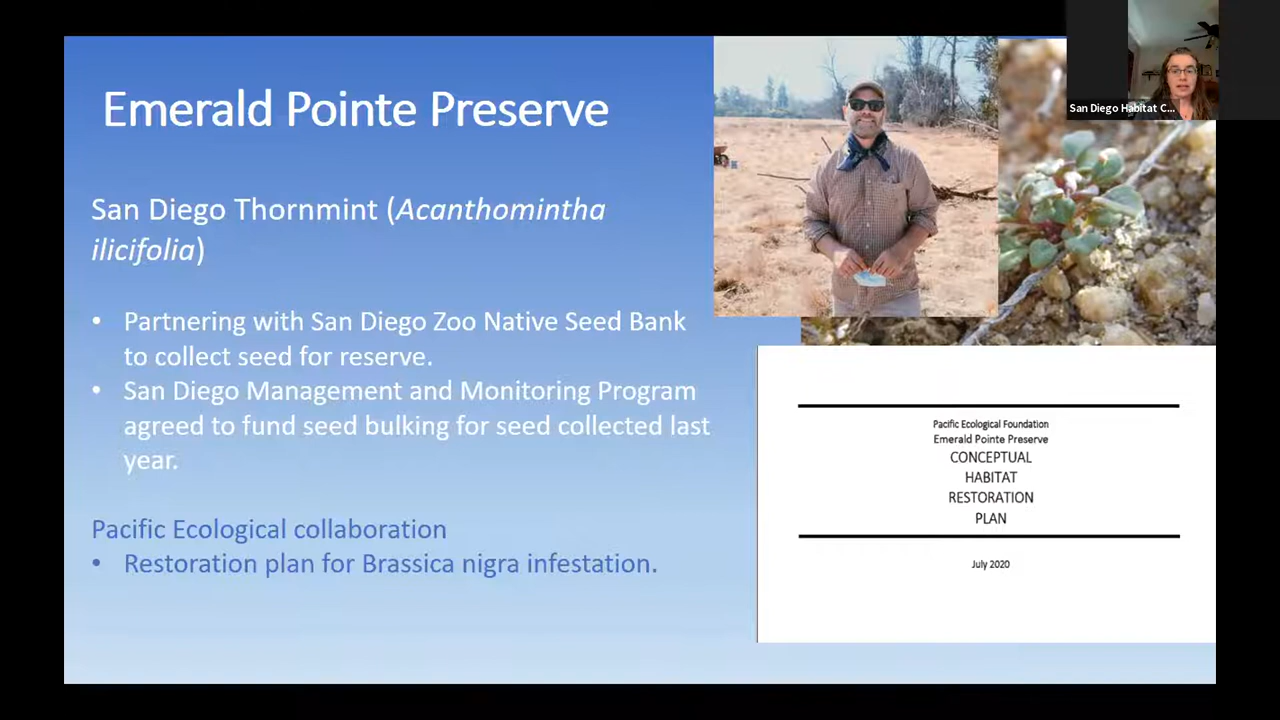 Emerald Pointe Preserve
San Diego Thornmint (Acanthomintha
ilicifolia)
• Partnering with San Diego Zoo Native Seed Bank
to collect seed for reserve.
• San Diego Management and Monitoring Program
agreed to fund seed bulking for seed collected last
year.
Pacific Ecological collaboration
• Restoration plan for Brassica nigra infestation.
San Diego Habitat C...
Pacific Ecological Foundation
Emerald Pointe Preserve
CONCEPTUAL
HABITAT
RESTORATION
PLAN
July 2020